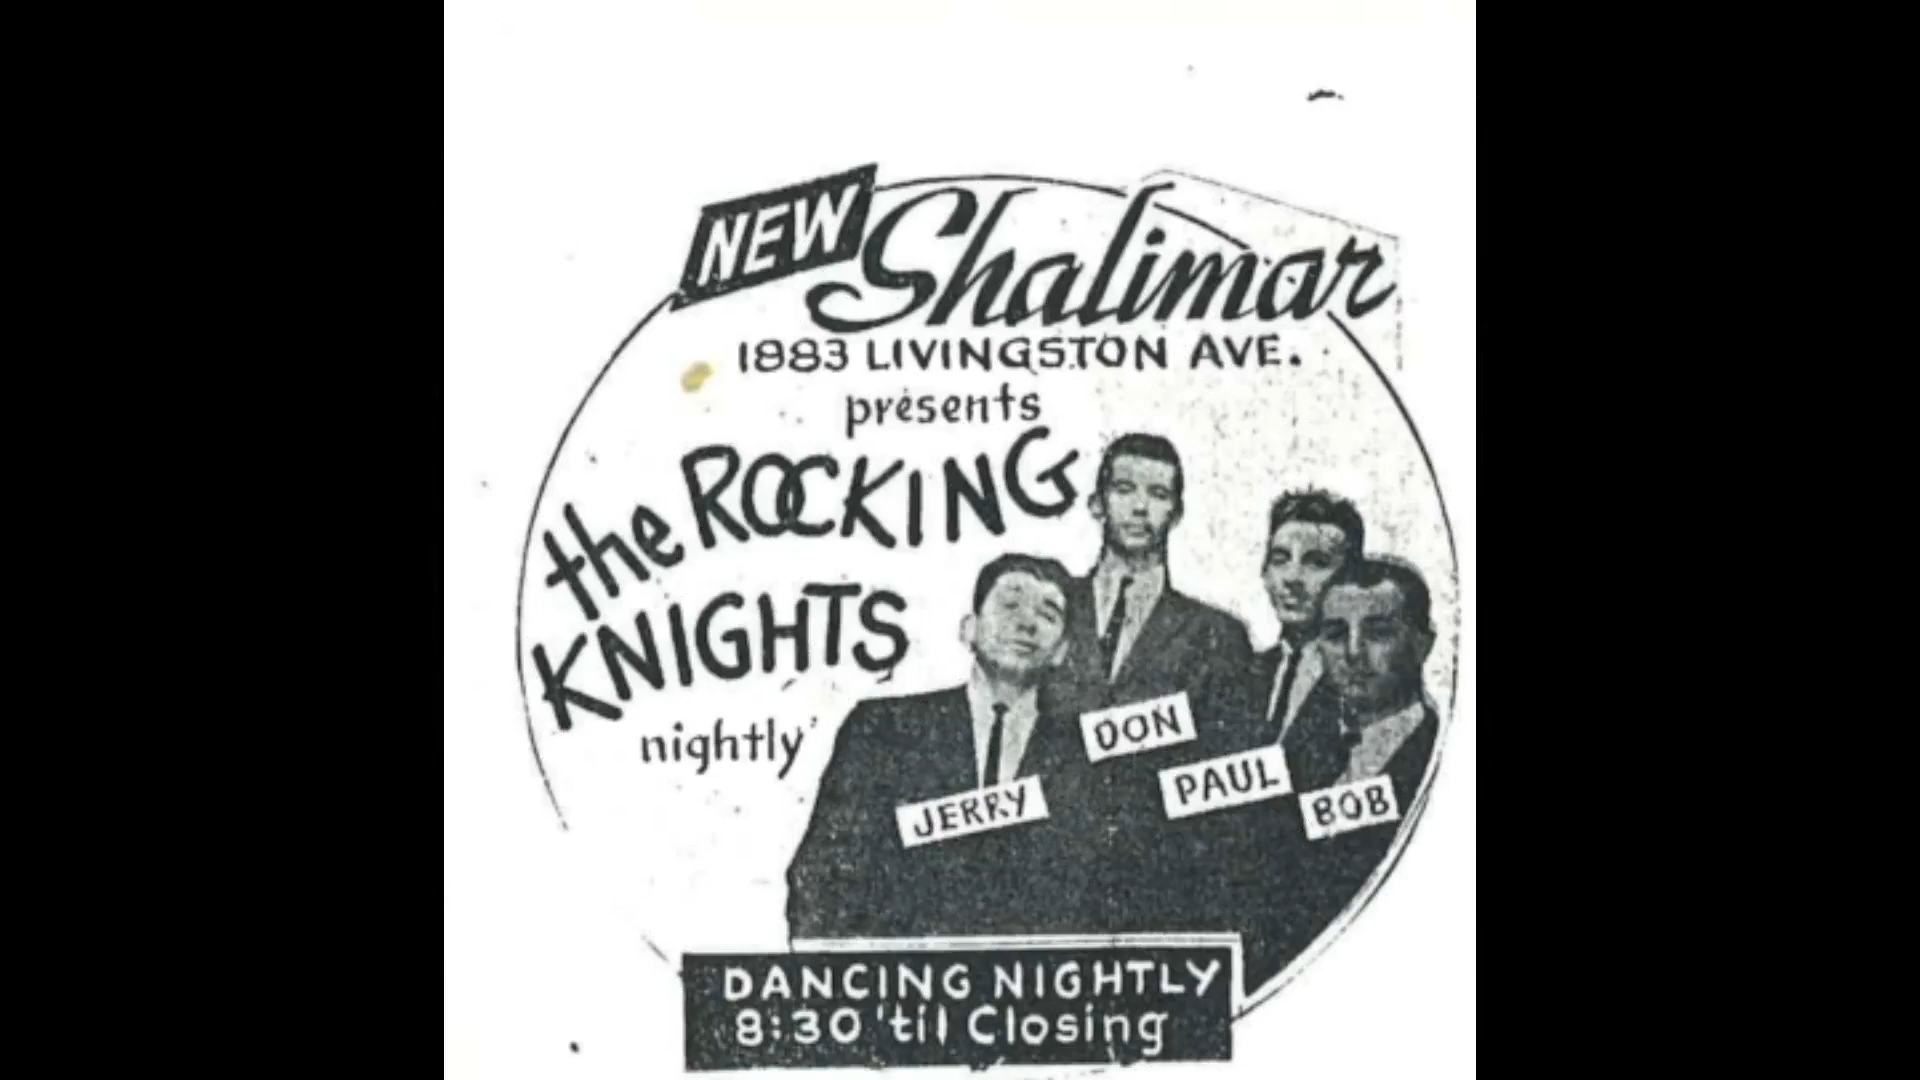 NEW Shalimar
1883 LIVINGSTON AVE.
presents
the ROCKING
KNIGHTS
nightly
JERRY
DON
PAUL
BOB
DANCING NIGHTLY
8:30 'til Closing